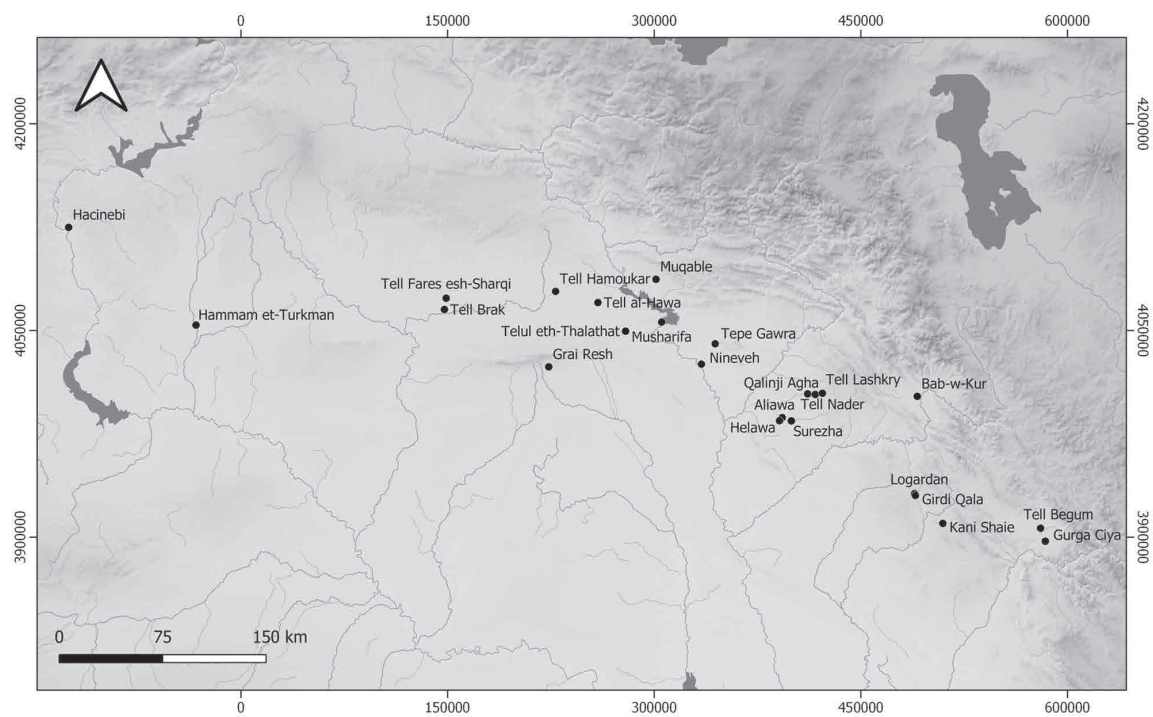 0 150000 300000 450000 600000
4200000 4200000
Hacinebi
Muqable
Tell Fares esh-Sharqi Tell Hamoukar
Tell al-Hawa
Tell Brak
Hammam et-Turkman
Telul eth-Thalathat Musharifa Tepe Gawra
4050000 4050000
Grai Resh Nineveh
Qalinji Agha Tell Lashkry Bab-w-Kur
Aliawa Tell Nader
Helawa Surezha
Logardan
Girdi Qala
Kani Shaie Tell Begum
3900000 Gurga Ciya 3900000
0 75 150 km
0 150000 300000 450000 600000